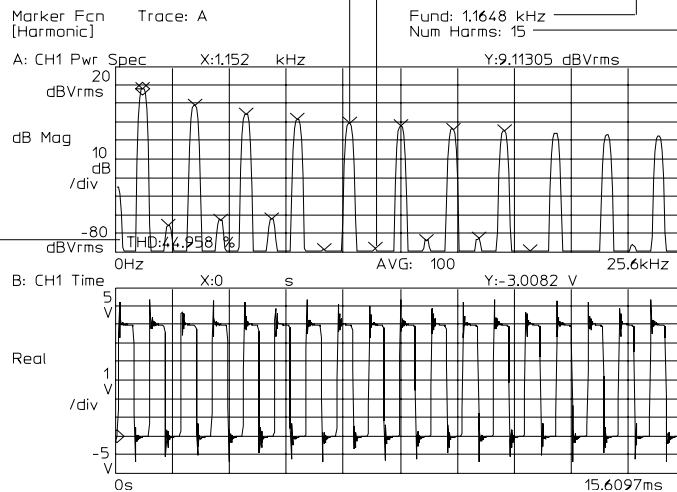 Marker Fcn Trace: A Fund: 1.1648 kHz
[Harmonic] Num Harms: 15
A: CH1 Pwr Spec X:1.152 kHz Y:9.11305 dBVrms
20
dBVrms
dB Mag
10
dB
/div
-80
dBVrms THD:44.958 %
0Hz AVG: 100 25.6kHz
B: CH1 Time X:0 s Y:-3.0082 V
5
V
Real
1
V
/div
-5
V
0s 15.6097ms